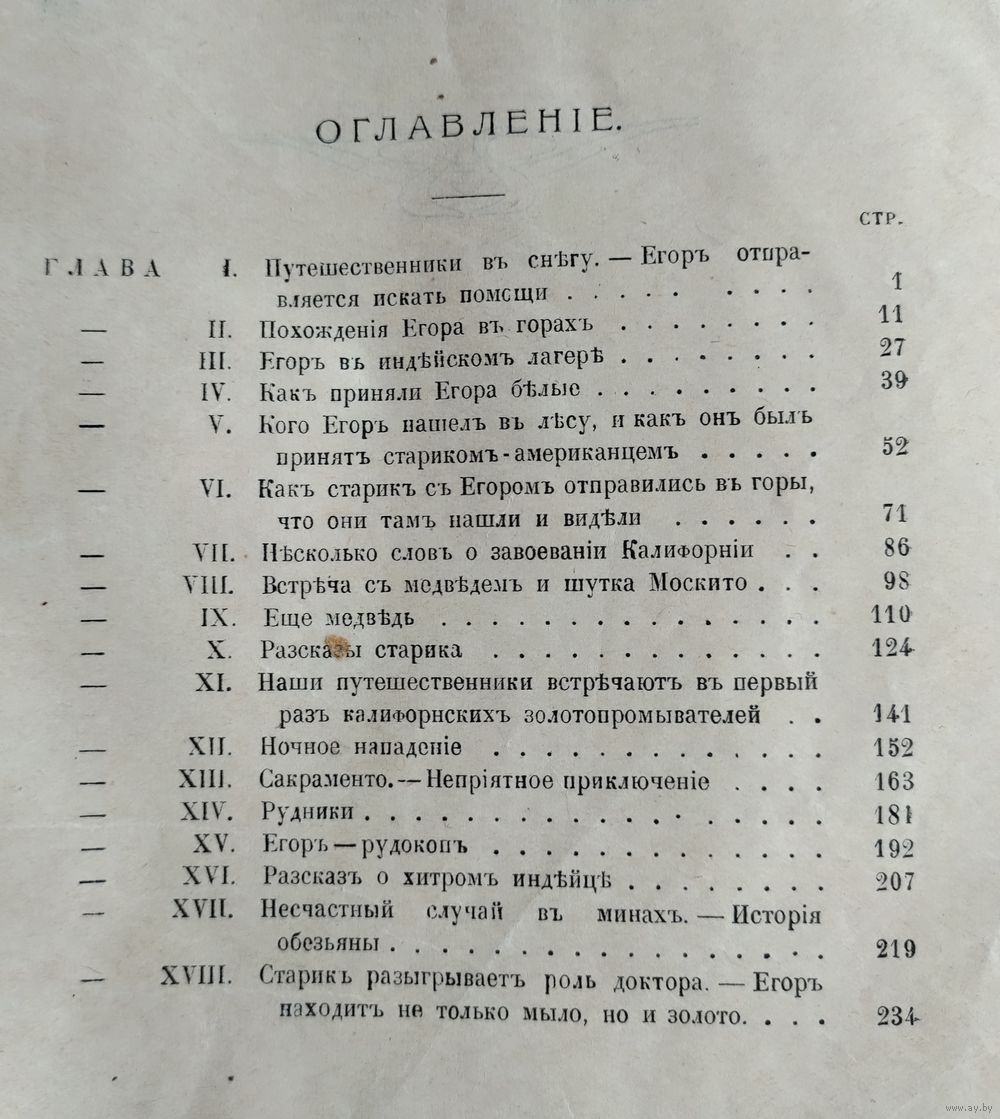 ОГЛАВЛЕНІЕ.
СТР.
ГЛАВА I. Путешественники въ снѣгу. — Егоръ отпра-
вляется искать помощи . . . . . . . . . 1
— II. Похожденія Егора въ горахъ . . . . . . . 11
— III. Егоръ въ индѣйскомъ лагерѣ . . . . . . . 27
— IV. Какъ приняли Егора бѣлые . . . . . . . . 39
— V. Кого Егоръ нашелъ въ лѣсу, и какъ онъ былъ
принятъ старикомъ-американцемъ . . . . . 52
— VI. Какъ старикъ съ Егоромъ отправились въ горы,
что они тамъ нашли и видѣли . . . . . . 71
— VII. Нѣсколько словъ о завоеваніи Калифорніи . . 86
— VIII. Встрѣча съ медвѣдемъ и шутка Москито . . . 98
— IX. Еще медвѣдь . . . . . . . . . . . . . 110
— X. Разсказы старика . . . . . . . . . . . 124
— XI. Наши путешественники встрѣчаютъ въ первый
разъ калифорнскихъ золотопромывателей . . 141
— XII. Ночное нападеніе . . . . . . . . . . . 152
— XIII. Сакраменто. — Непріятное приключеніе . . . . 163
— XIV. Рудники . . . . . . . . . . . . . . . 181
— XV. Егоръ — рудокопъ . . . . . . . . . . . 192
— XVI. Разсказъ о хитромъ индѣйцѣ . . . . . . . 207
— XVII. Несчастный случай въ минахъ. — Исторія
обезьяны . . . . . . . . . . . . . . 219
— XVIII. Старикъ разыгрываетъ роль доктора. — Егоръ
находитъ не только мыло, но и золото. . . . 234
www.ay.by